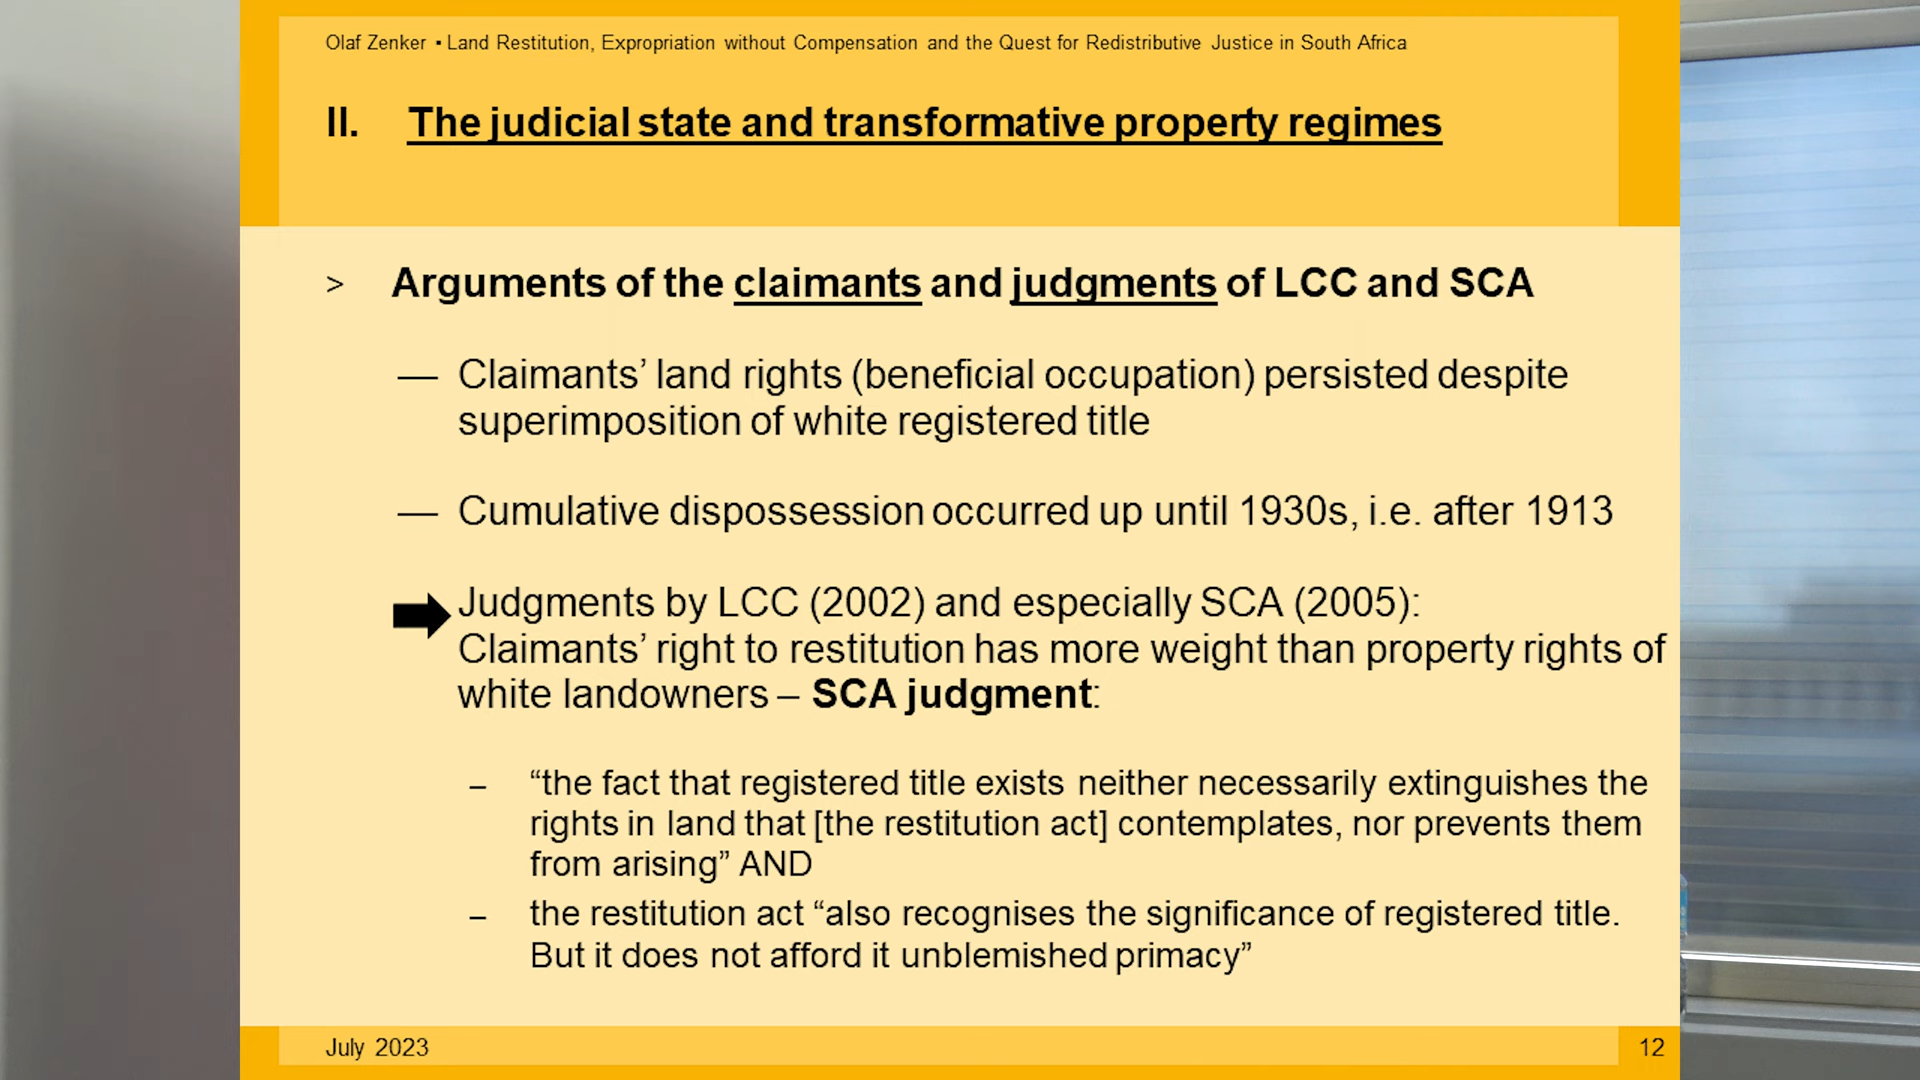 Olaf Zenker ▪ Land Restitution, Expropriation without Compensation and the Quest for Redistributive Justice in South Africa
II. The judicial state and transformative property regimes
> Arguments of the claimants and judgments of LCC and SCA
— Claimants’ land rights (beneficial occupation) persisted despite
superimposition of white registered title
— Cumulative dispossession occurred up until 1930s, i.e. after 1913
Judgments by LCC (2002) and especially SCA (2005):
Claimants’ right to restitution has more weight than property rights of
white landowners – SCA judgment:
– “the fact that registered title exists neither necessarily extinguishes the
rights in land that [the restitution act] contemplates, nor prevents them
from arising” AND
– the restitution act “also recognises the significance of registered title.
But it does not afford it unblemished primacy”
July 2023
12